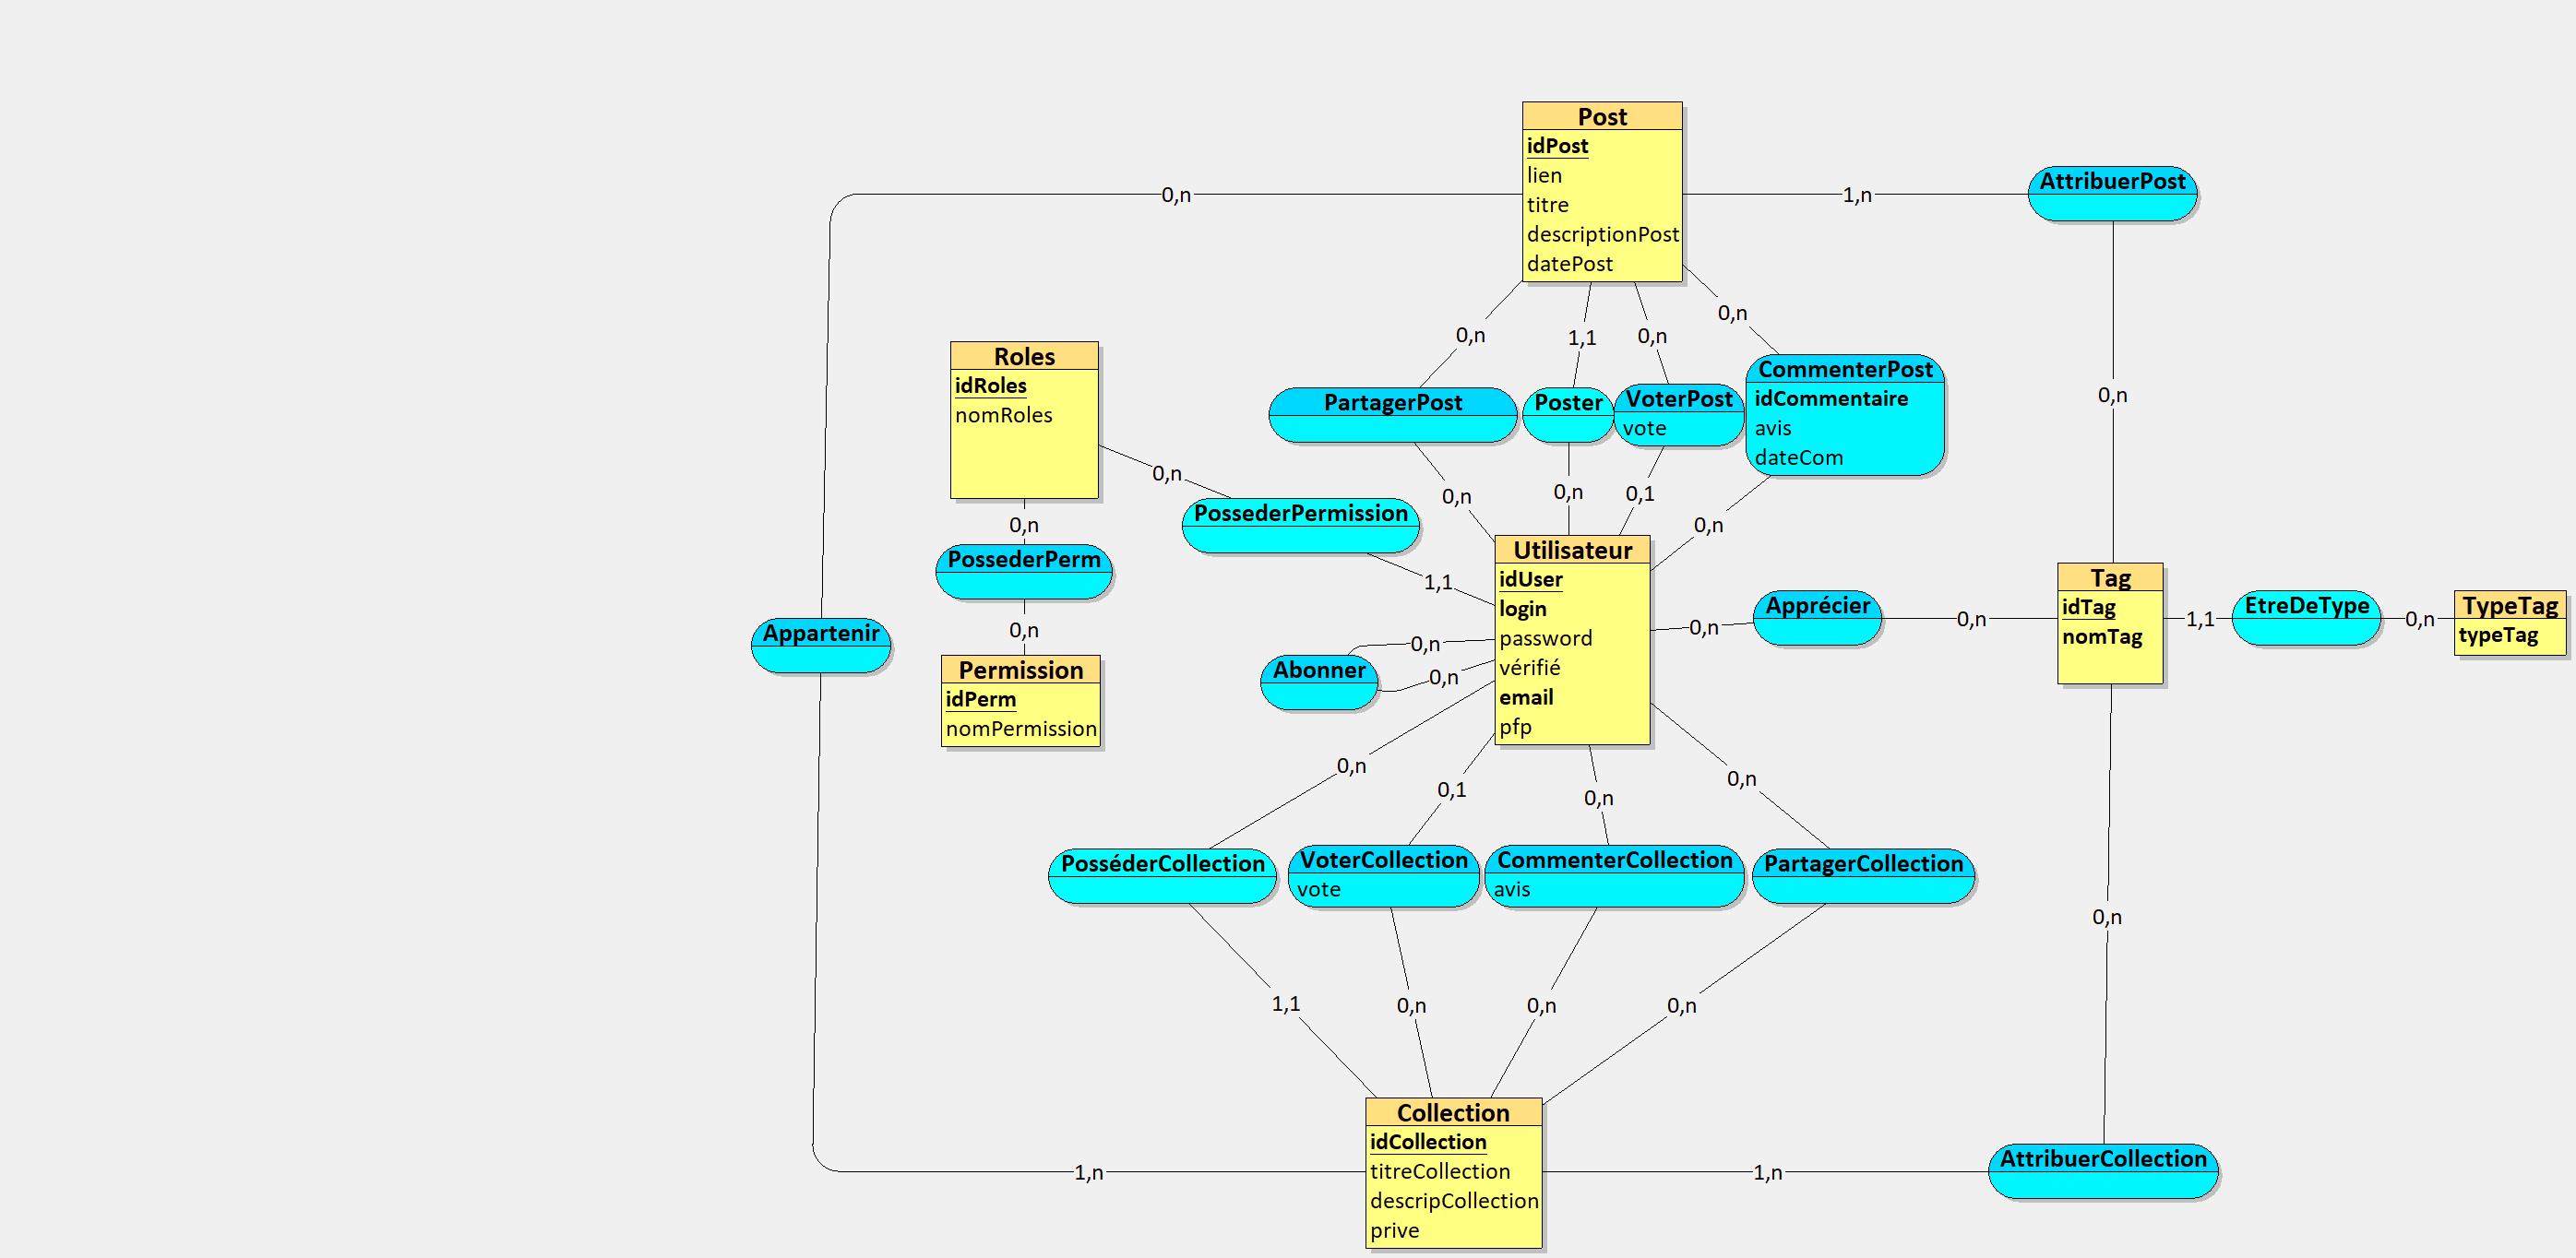 Post
idPost
lien
titre
descriptionPost
datePost
0,n
1,n
AttribuerPost
0,n
1,1
0,n
0,n
Roles
idRoles
nomRoles
PartagerPost
Poster
VoterPost
vote
CommenterPost
idCommentaire
avis
dateCom
0,n
0,n
0,n
0,n
0,1
0,n
PossederPermission
0,n
PossederPerm
1,1
Utilisateur
idUser
login
password
vérifié
email
pfp
0,n
Apprécier
0,n
Tag
idTag
nomTag
1,1
EtreDeType
0,n
TypeTag
typeTag
Appartenir
0,n
Permission
idPerm
nomPermission
0,n
Abonner
0,n
0,n
0,1
0,n
0,n
PosséderCollection
VoterCollection
vote
CommenterCollection
avis
PartagerCollection
0,n
1,1
0,n
0,n
0,n
Collection
idCollection
titreCollection
descripCollection
prive
1,n
1,n
AttribuerCollection